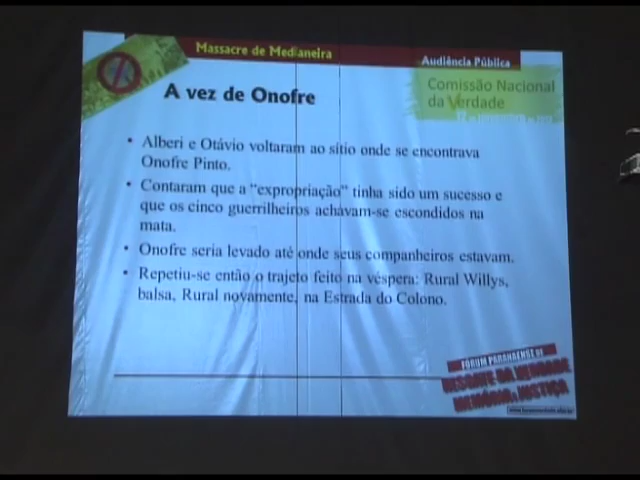 Massacre de Medianeira
Audiência Pública
Comissão Nacional
da Verdade
A vez de Onofre
• Alberi e Otávio voltaram ao sítio onde se encontrava
Onofre Pinto.
• Contaram que a “expropriação” tinha sido um sucesso e
que os cinco guerrilheiros achavam-se escondidos na
mata.
• Onofre seria levado até onde seus companheiros estavam.
• Repetiu-se então o trajeto feito na véspera: Rural Willys,
balsa, Rural novamente, na Estrada do Colono.
FÓRUM PARANAENSE DE
RESGATE DA VERDADE
MEMÓRIA E JUSTIÇA